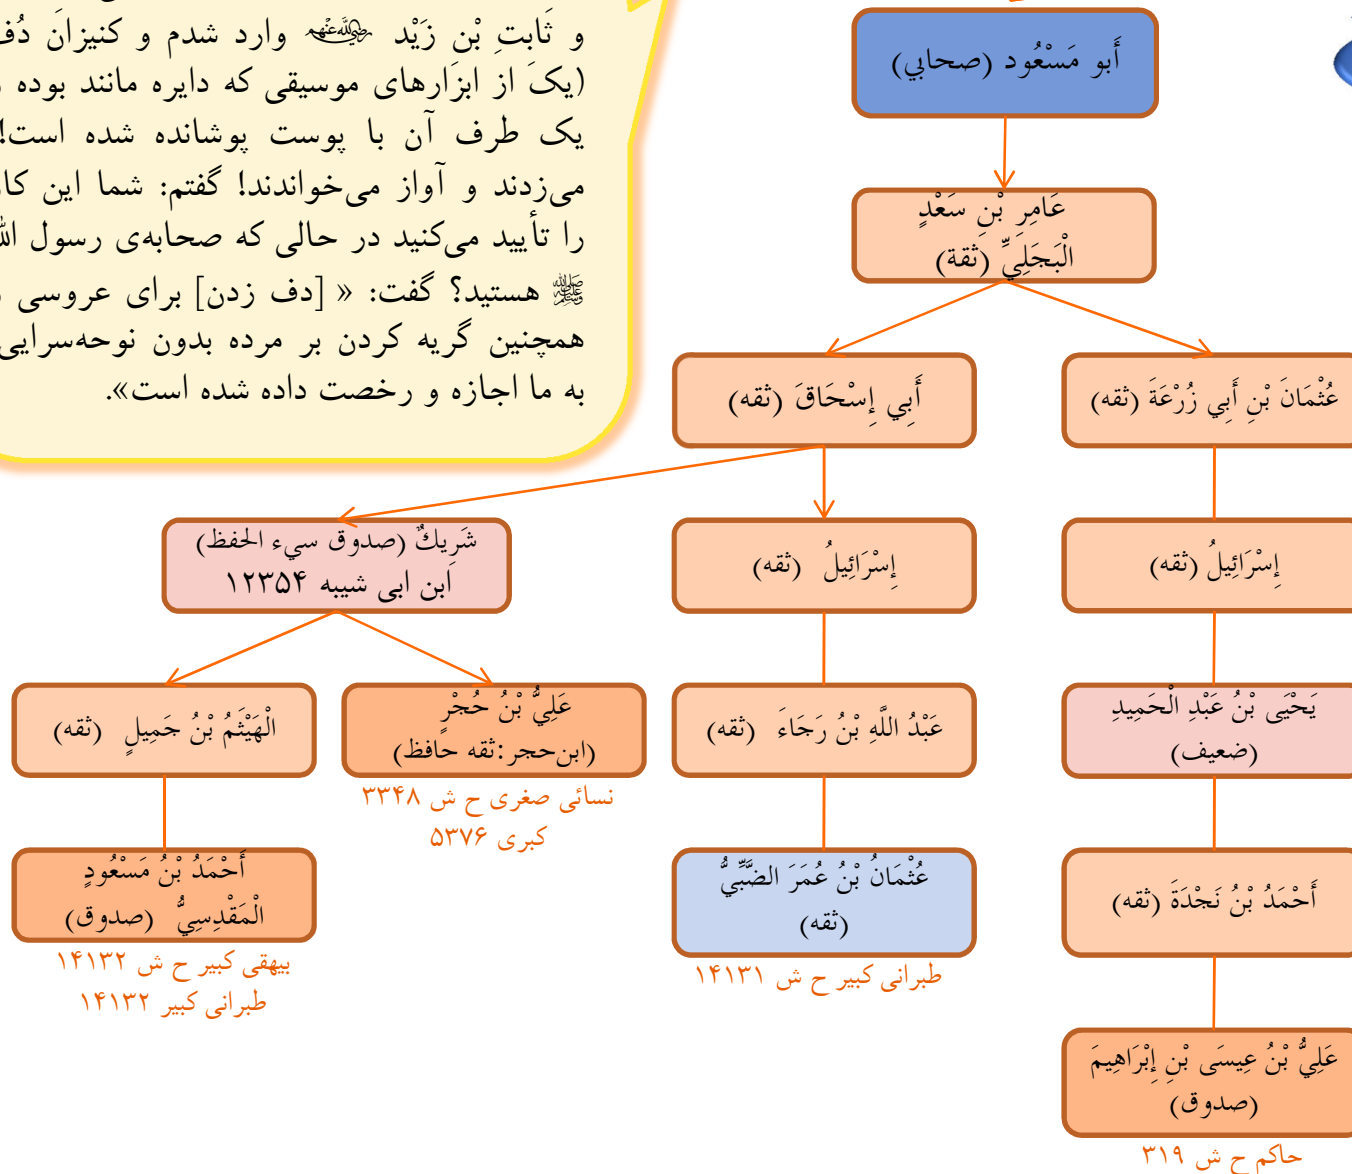 و ثَابتِ بْنِ زَيْد رضی‌الله‌عنهم وارد شدم و کنیزان دُف
(یک از ابزارهای موسیقی که دایره مانند بوده و
یک طرف آن با پوست پوشانده شده است!
می‌زدند و آواز می‌خواندند! گفتم: شما این کار
را تأیید می‌کنید در حالی که صحابه‌ی رسول الله
ﷺ هستید؟ گفت: « [دف زدن] برای عروسی و
همچنین گریه کردن بر مرده بدون نوحه‌سرایی
به ما اجازه و رخصت داده شده است».
أَبو مَسْعُود (صحابي)
عَامِرِ بْنِ سَعْدٍ
الْبَجَلِيِّ (ثقة)
عُثْمَانَ بْنِ أَبِي زُرْعَةَ (ثقه)
أَبِي إِسْحَاقَ (ثقه)
إِسْرَائِيلُ (ثقه)
إِسْرَائِيلُ (ثقه)
شَرِيكٌ (صدوق سيء الحفظ)
ابن ابی شیبه ۱۲۳۵۴
يَحْيَى بْنُ عَبْدِ الْحَمِيدِ
(ضعيف)
عَبْدُ اللَّهِ بْنُ رَجَاءَ (ثقه)
عَلِيُّ بْنُ حُجْرٍ
(ابن‌حجر:ثقه حافظ)
نسائی صغری ح ش ۳۳۴۸
کبری ۵۳۷۶
الْهَيْثَمُ بْنُ جَمِيلٍ (ثقه)
أَحْمَدُ بْنُ نَجْدَةَ (ثقه)
عُثْمَانُ بْنُ عُمَرَ الضَّبِّيُّ
(ثقه)
طبرانی کبیر ح ش ۱۴۱۳۱
أَحْمَدُ بْنُ مَسْعُودٍ
الْمَقْدِسِيُّ (صدوق)
بیهقی کبیر ح ش ۱۴۱۳۲
طبرانی کبیر ۱۴۱۳۲
عَلِيُّ بْنُ عِيسَى بْنِ إِبْرَاهِيمَ
(صدوق)
حاکم ح ش ۳۱۹